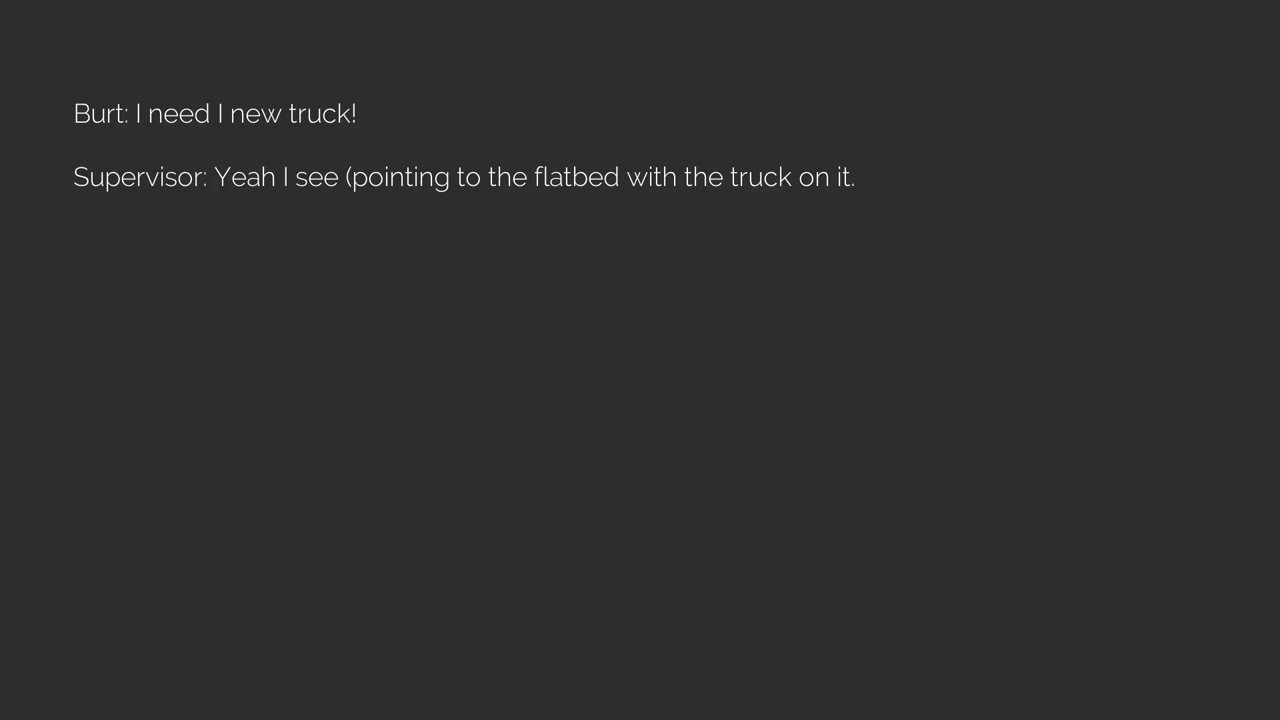 Burt: I need I new truck!
Supervisor: Yeah I see (pointing to the flatbed with the truck on it.